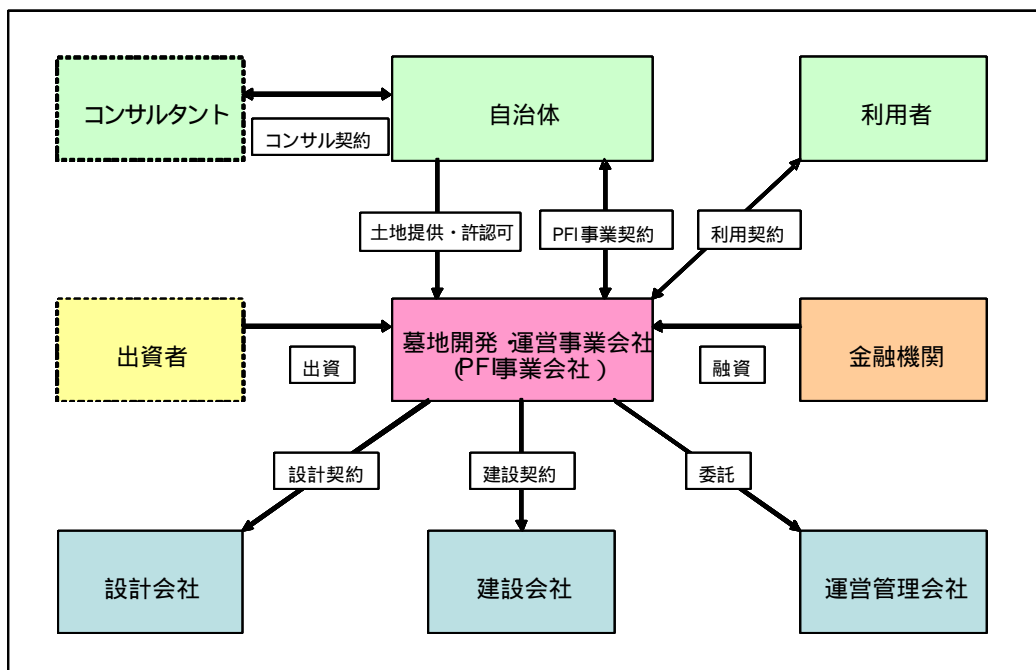 コンサルタント
自治体
利用者
コンサル契約
土地提供・許認可
PFI事業契約
利用契約
出資者
出資
墓地開発・運営事業会社
(PFI事業会社)
融資
金融機関
設計契約
建設契約
委託
設計会社
建設会社
運営管理会社